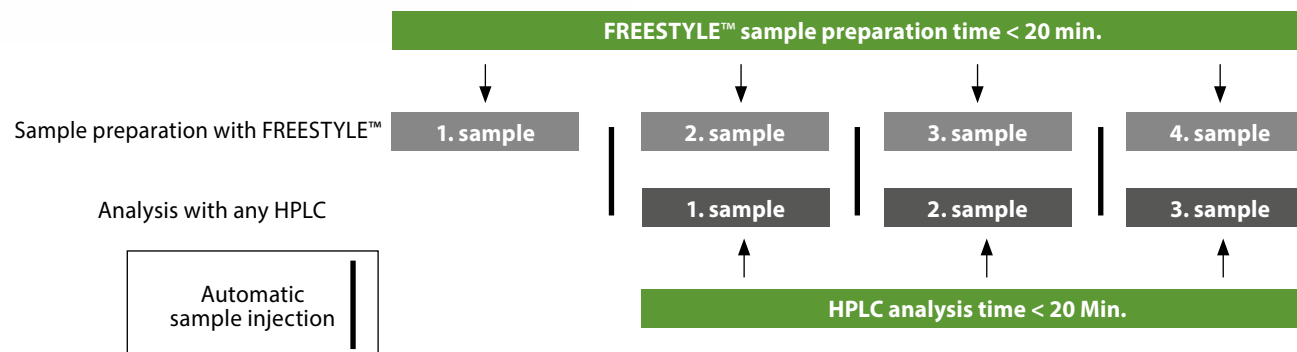 FREESTYLE™ sample preparation time < 20 min.
Sample preparation with FREESTYLE™
1. sample
2. sample
3. sample
4. sample
Analysis with any HPLC
1. sample
2. sample
3. sample
Automatic
sample injection
HPLC analysis time < 20 Min.